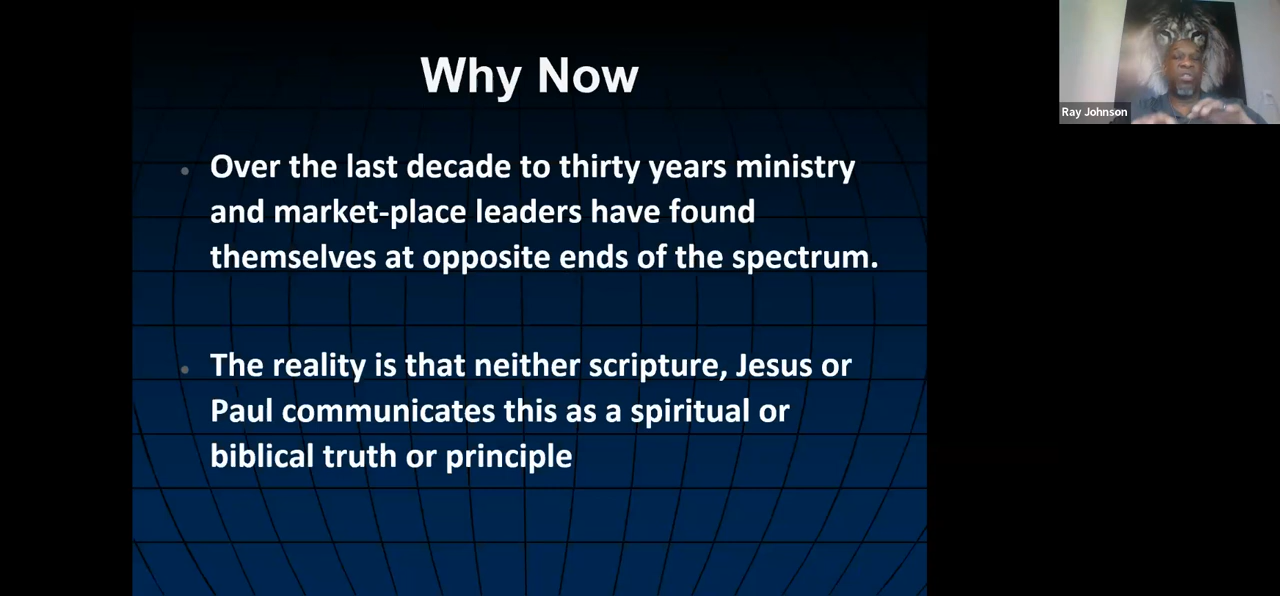 Why Now
Over the last decade to thirty years ministry
and market-place leaders have found
themselves at opposite ends of the spectrum.
The reality is that neither scripture, Jesus or
Paul communicates this as a spiritual or
biblical truth or principle
Ray Johnson